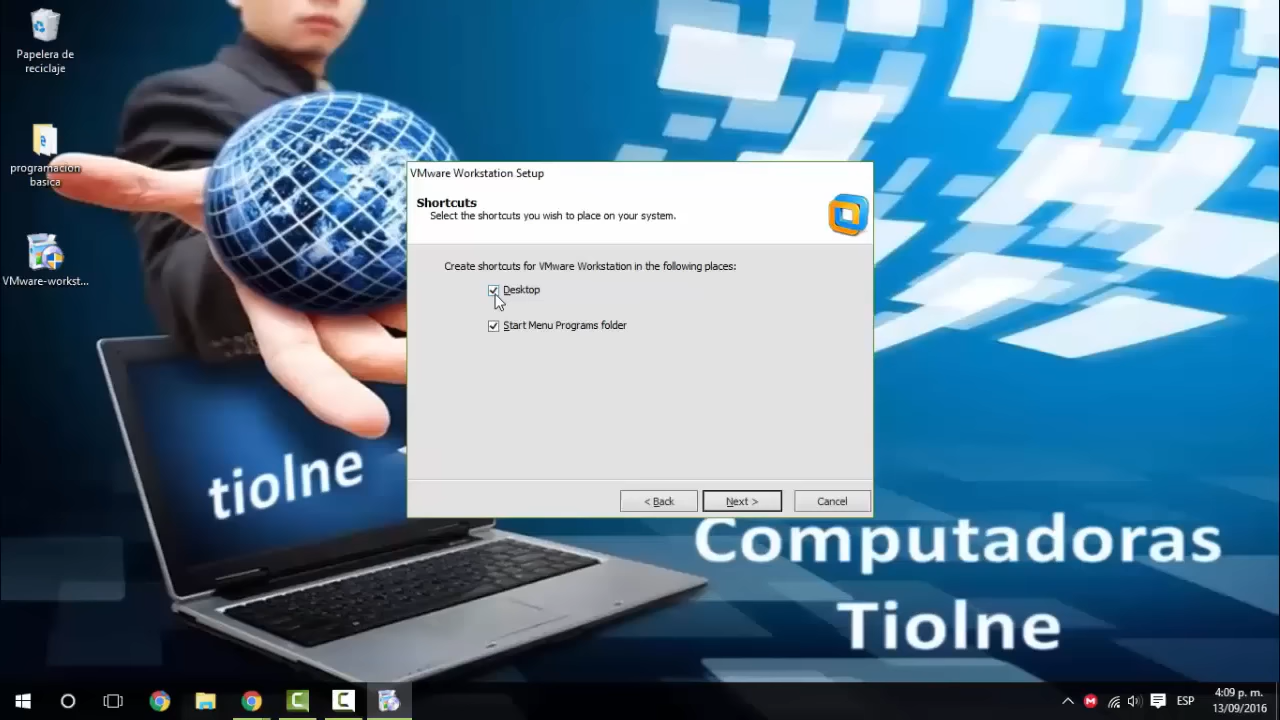 Papelera de
reciclaje
programacion
basica
VMware-workst...
VMware Workstation Setup
Shortcuts
Select the shortcuts you wish to place on your system.
Create shortcuts for VMware Workstation in the following places:
Desktop
Start Menu Programs folder
< Back
Next >
Cancel
tiolne
Computadoras
Tiolne
ESP
4:09 p. m.
13/09/2016